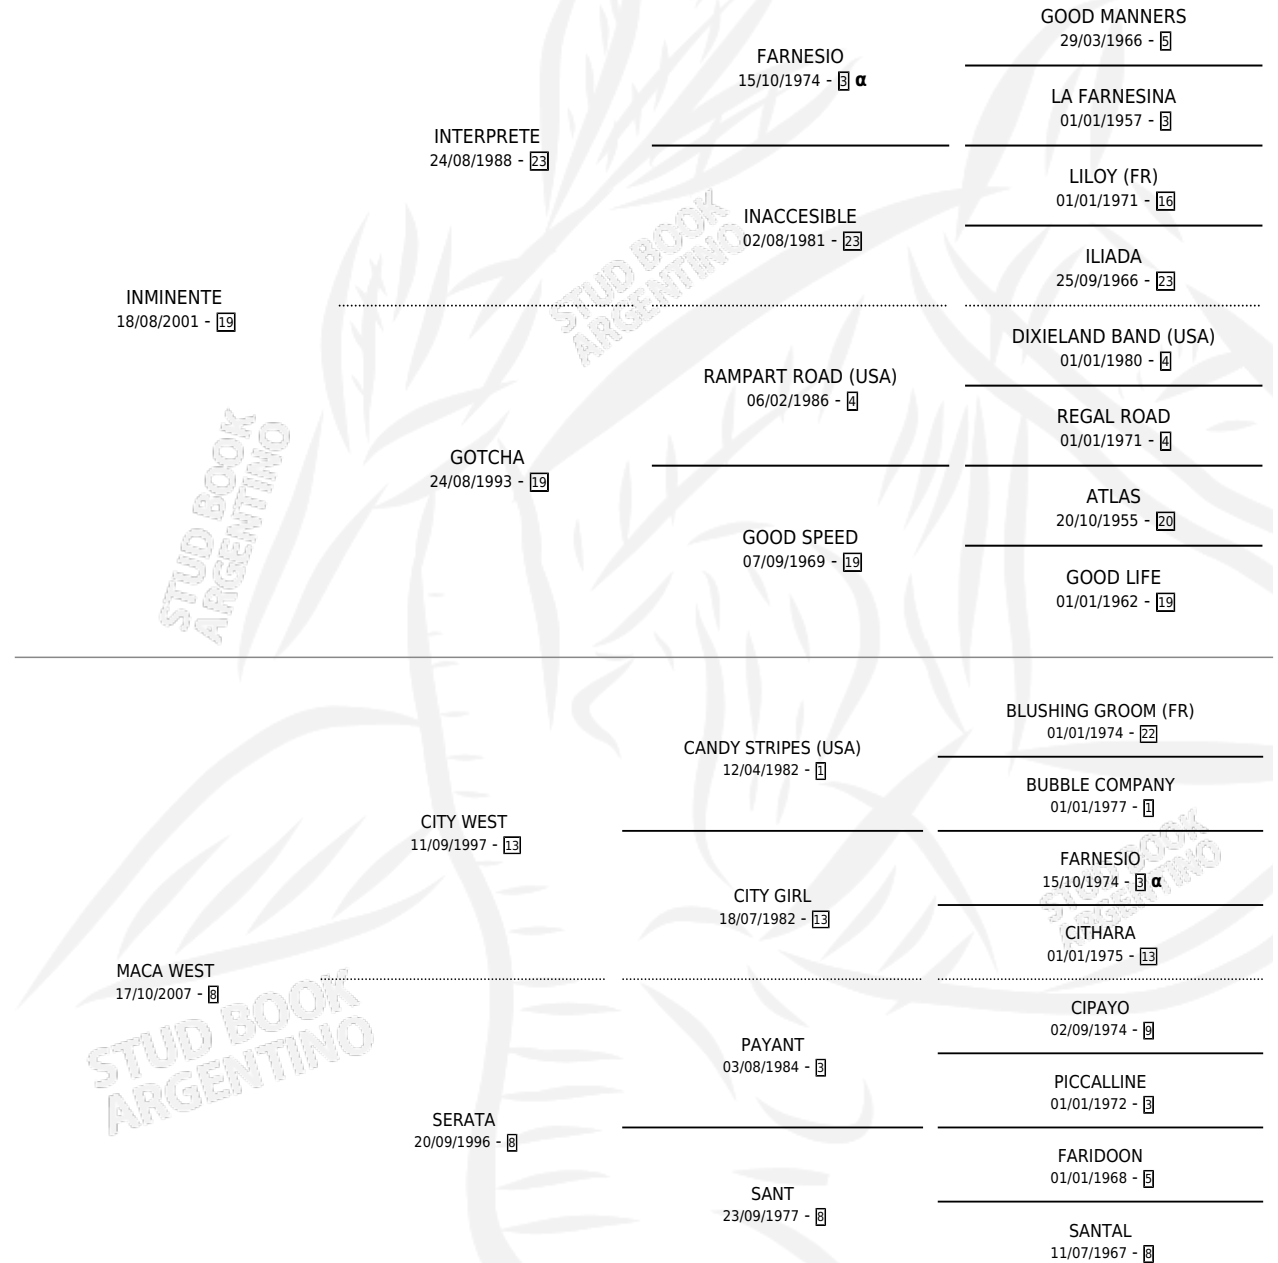 GOOD MANNERS
29/03/1966 - 5
FARNESIO
15/10/1974 - 3 α
LA FARNESINA
01/01/1957 - 3
INTERPRETE
24/08/1988 - 23
LILOY (FR)
01/01/1971 - 16
INACCESIBLE
02/08/1981 - 23
ILIADA
25/09/1966 - 23
INMINENTE
18/08/2001 - 19
DIXIELAND BAND (USA)
01/01/1980 - 4
RAMPART ROAD (USA)
06/02/1986 - 4
REGAL ROAD
01/01/1971 - 4
GOTCHA
24/08/1993 - 19
ATLAS
20/10/1955 - 20
GOOD SPEED
07/09/1969 - 19
GOOD LIFE
01/01/1962 - 19
BLUSHING GROOM (FR)
01/01/1974 - 22
CANDY STRIPES (USA)
12/04/1982 - 1
BUBBLE COMPANY
01/01/1977 - 1
CITY WEST
11/09/1997 - 13
FARNESIO
15/10/1974 - 3 α
CITY GIRL
18/07/1982 - 13
CITHARA
01/01/1975 - 13
MACA WEST
17/10/2007 - 8
CIPAYO
02/09/1974 - 9
PAYANT
03/08/1984 - 3
PICCALLINE
01/01/1972 - 3
SERATA
20/09/1996 - 8
FARIDOON
01/01/1968 - 5
SANT
23/09/1977 - 8
SANTAL
11/07/1967 - 8
STUD BOOK
ARGENTINO
STUD BOOK
ARGENTINO
STUD BOOK
ARGENTINO
STUD BOOK
ARGENTINO